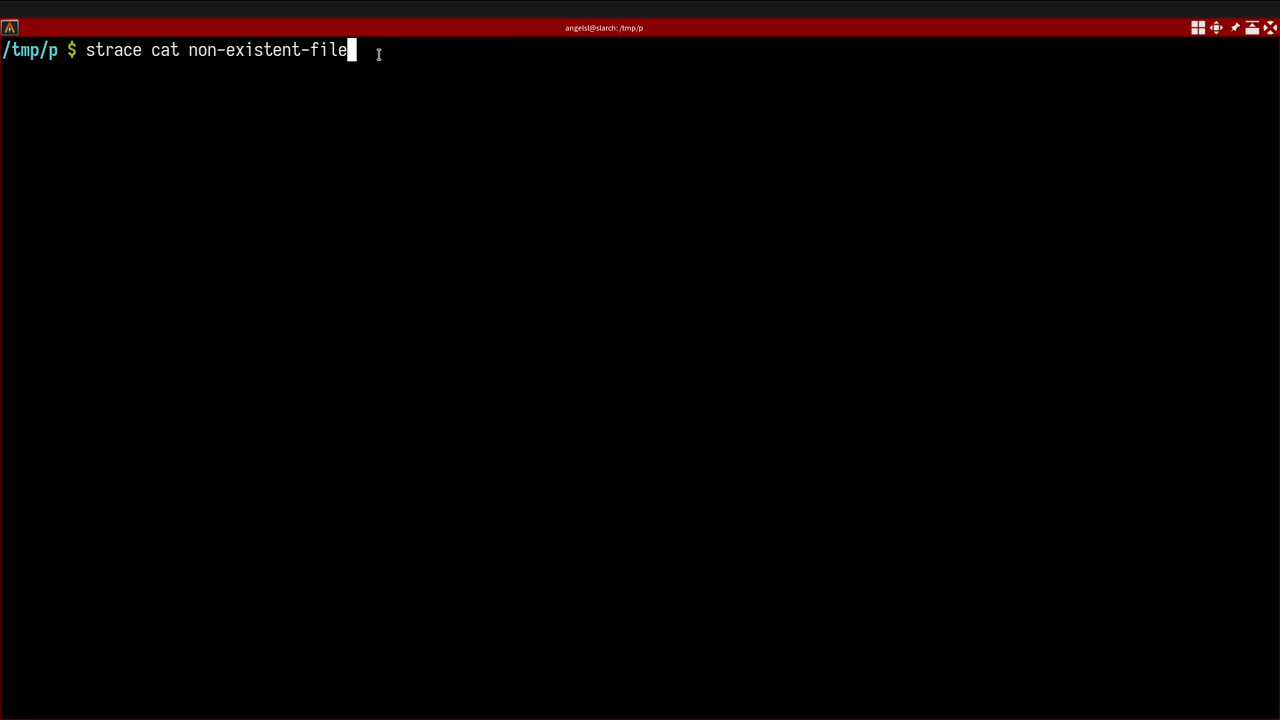 angelsl@slarch: /tmp/p
/tmp/p $ strace cat non-existent-file